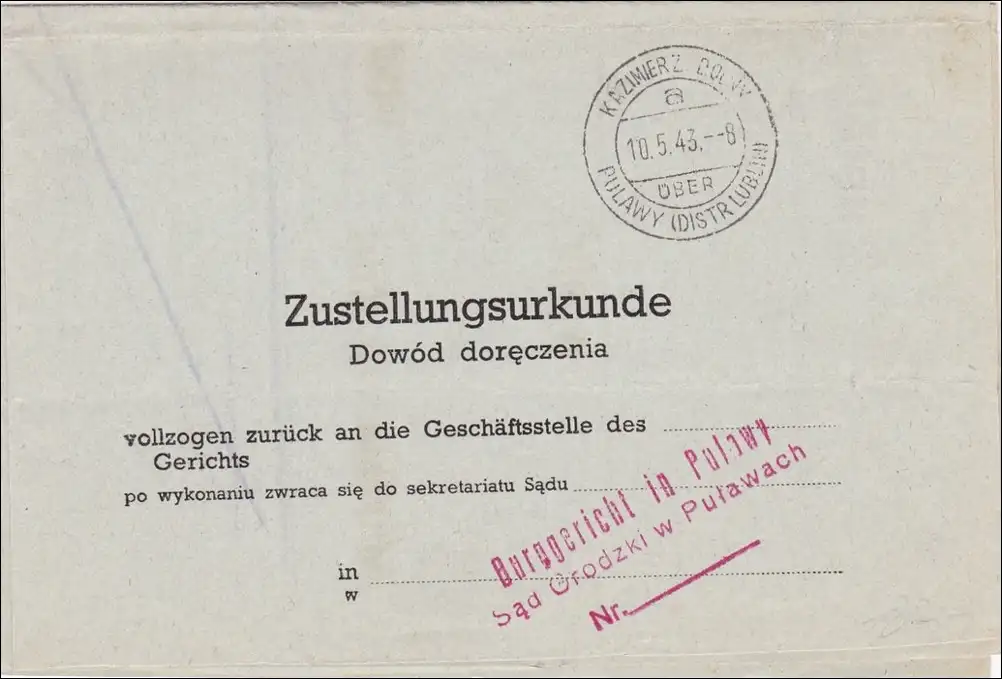 KAZIMIERZ DOLNY
a
10.5.43.--8
ÜBER
PULAWY (DISTR LUBLIN)
Zustellungsurkunde
Dowód doręczenia
vollzogen zurück an die Geschäftsstelle des
Gerichts
po wykonaniu zwraca się do sekretariatu Sądu
Burggericht in Pulawy
Sąd Grodzki w Puławach
Nr.
in
w